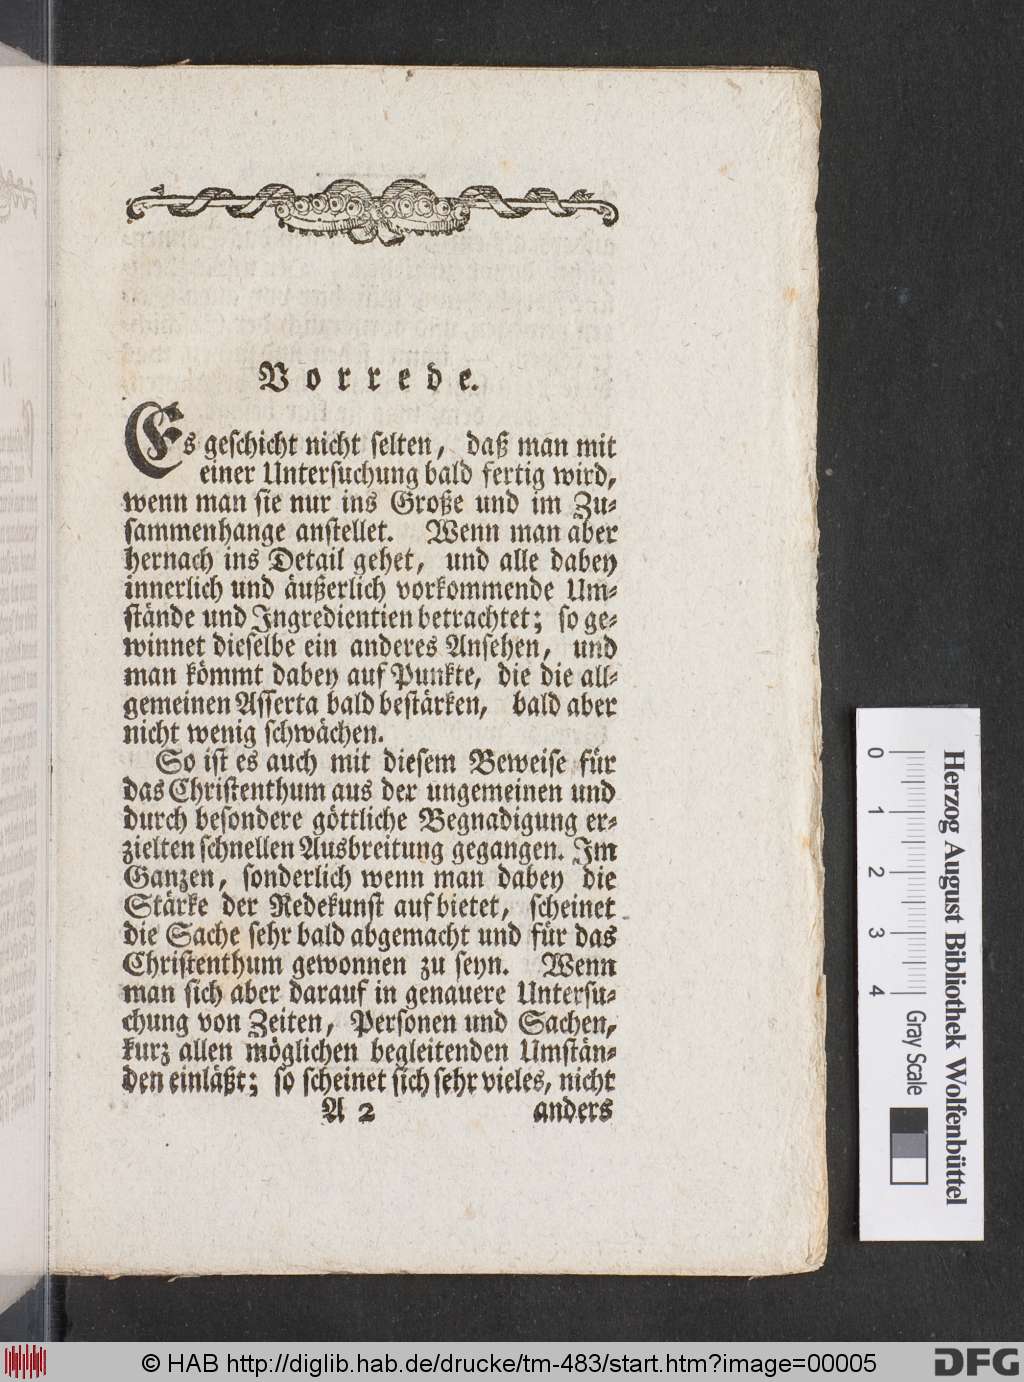 Vorrede.
Es geschicht nicht selten, daß man mit
einer Untersuchung bald fertig wird,
wenn man sie nur ins Große und im Zu-
sammenhange anstellet. Wenn man aber
hernach ins Detail gehet, und alle dabey
innerlich und äußerlich vorkommende Um-
stände und Ingredientien betrachtet; so ge-
winnet dieselbe ein anderes Ansehen, und
man kömmt dabey auf Punkte, die die all-
gemeinen Asserta bald bestärken, bald aber
nicht wenig schwächen.
So ist es auch mit diesem Beweise für
das Christenthum aus der ungemeinen und
durch besondere göttliche Begnadigung er-
zielten schnellen Ausbreitung gegangen. Im
Ganzen, sonderlich wenn man dabey die
Stärke der Redekunst aufbietet, scheinet
die Sache sehr bald abgemacht und für das
Christenthum gewonnen zu seyn. Wenn
man sich aber darauf in genauere Untersu-
chung von Zeiten, Personen und Sachen,
kurz allen möglichen begleitenden Umstän-
den einläßt; so scheinet sich sehr vieles, nicht
A 2 anders
Herzog August Bibliothek Wolfenbüttel
0 1 2 3 4 Gray Scale
© HAB http://diglib.hab.de/drucke/tm-483/start.htm?image=00005
DFG